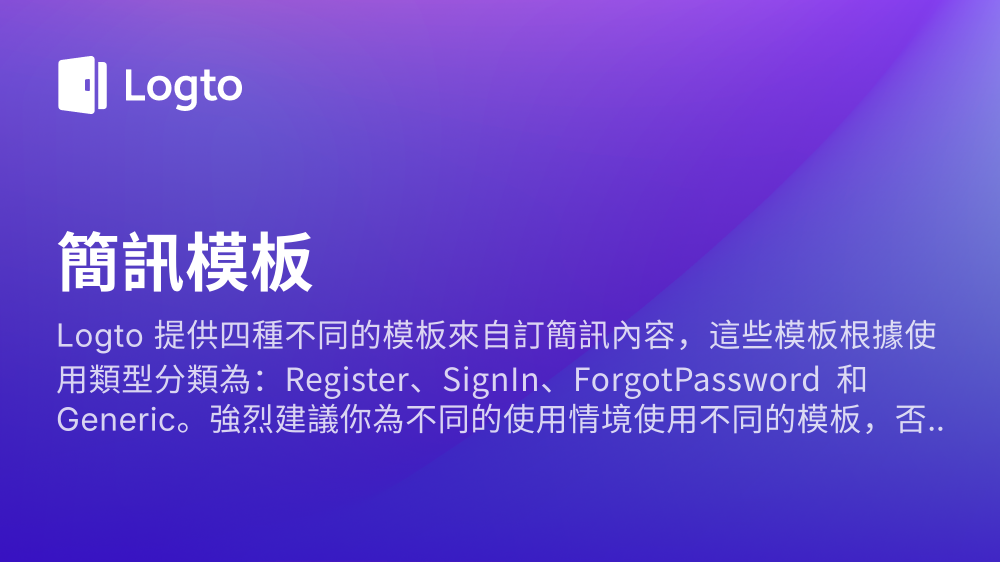 Logto
簡訊模板
Logto 提供四種不同的模板來自訂簡訊內容，這些模板根據使
用類型分類為：Register、SignIn、ForgotPassword 和
Generic。強烈建議你為不同的使用情境使用不同的模板，否..